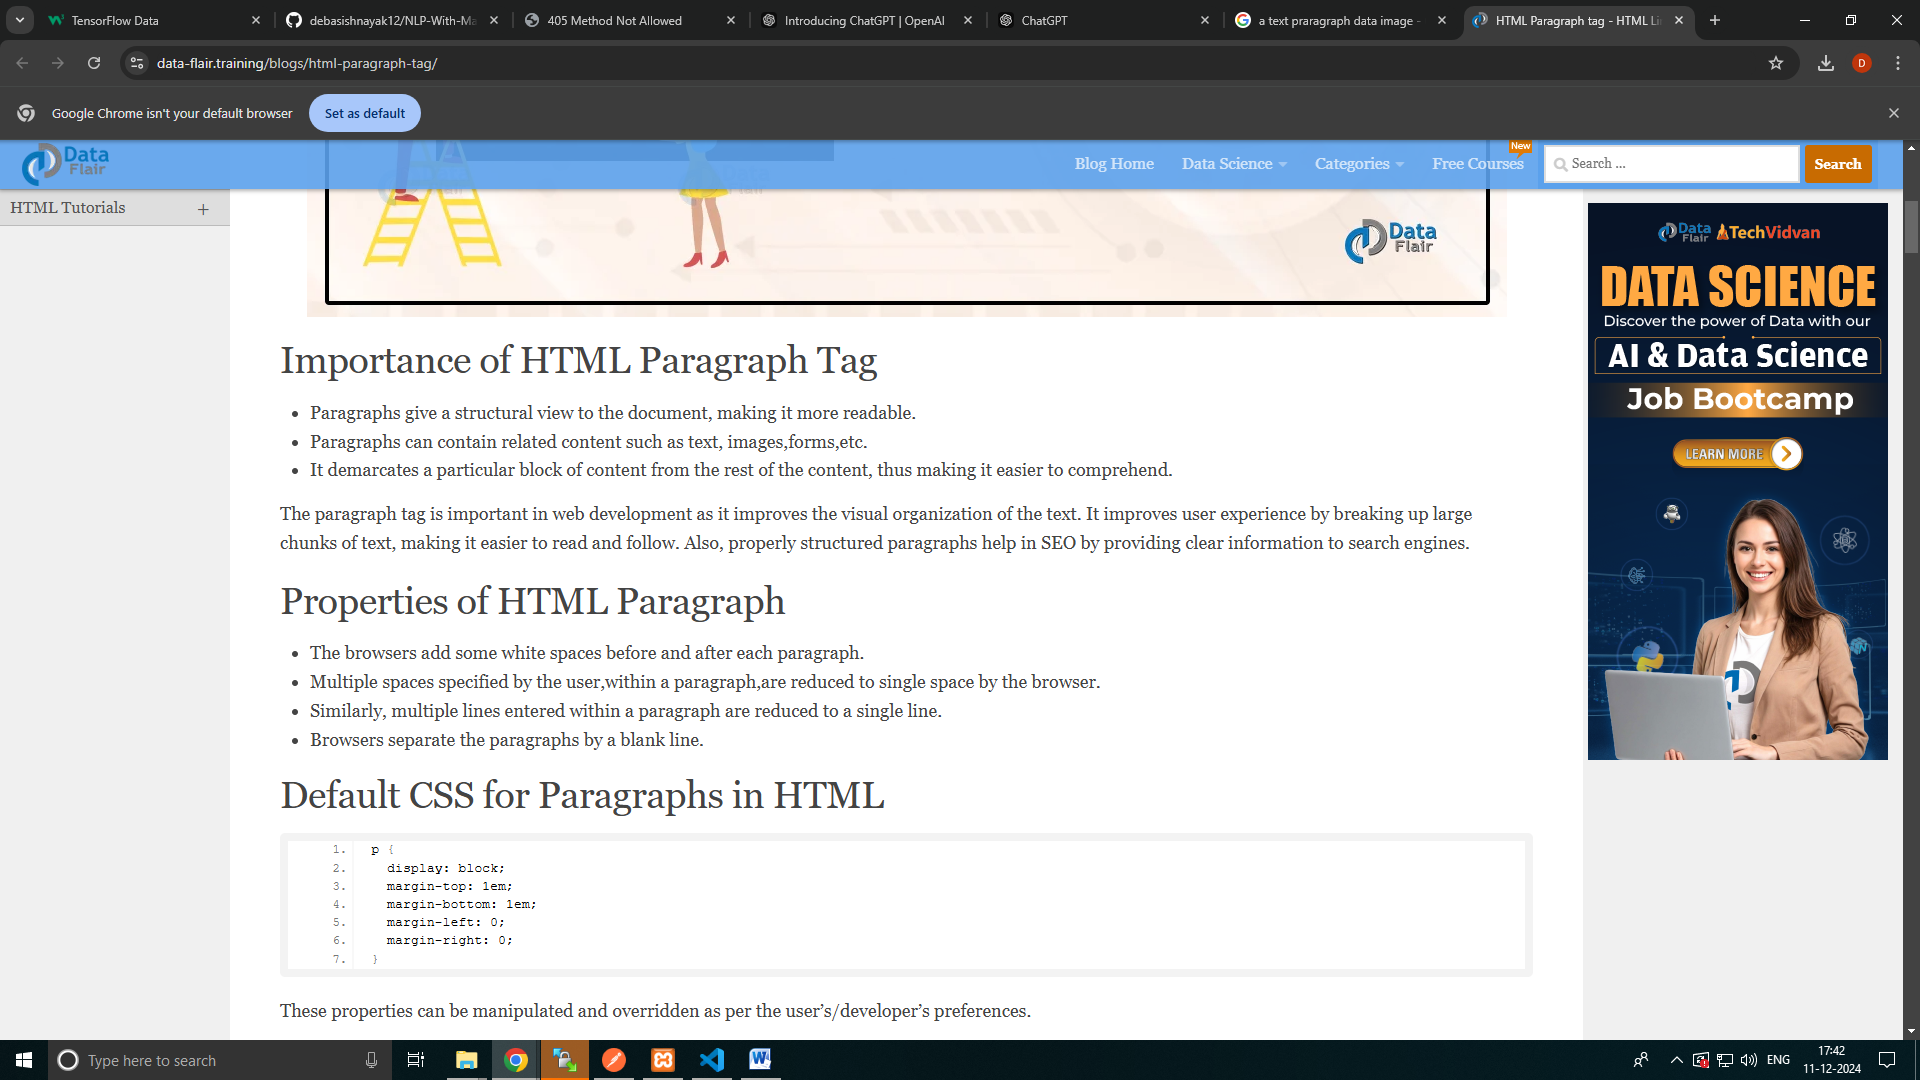 TensorFlow Data
debasishnayak12/NLP-With-Ma
405 Method Not Allowed
Introducing ChatGPT | OpenAI
ChatGPT
a text praragraph data image -
HTML Paragraph tag - HTML Li
data-flair.training/blogs/html-paragraph-tag/
D
Google Chrome isn't your default browser
Set as default
Data
Flair
Blog Home
Data Science
Categories
Free Courses
New
Search ...
Search
HTML Tutorials +
Data
Flair
Importance of HTML Paragraph Tag
Paragraphs give a structural view to the document, making it more readable.
Paragraphs can contain related content such as text, images,forms,etc.
It demarcates a particular block of content from the rest of the content, thus making it easier to comprehend.
The paragraph tag is important in web development as it improves the visual organization of the text. It improves user experience by breaking up large
chunks of text, making it easier to read and follow. Also, properly structured paragraphs help in SEO by providing clear information to search engines.
Properties of HTML Paragraph
The browsers add some white spaces before and after each paragraph.
Multiple spaces specified by the user,within a paragraph,are reduced to single space by the browser.
Similarly, multiple lines entered within a paragraph are reduced to a single line.
Browsers separate the paragraphs by a blank line.
Default CSS for Paragraphs in HTML
1. p {
2. display: block;
3. margin-top: 1em;
4. margin-bottom: 1em;
5. margin-left: 0;
6. margin-right: 0;
7. }
These properties can be manipulated and overridden as per the user’s/developer’s preferences.
Data Flair TechVidvan
DATA SCIENCE
Discover the power of Data with our
AI & Data Science
Job Bootcamp
LEARN MORE
Type here to search
ENG
17:42
11-12-2024